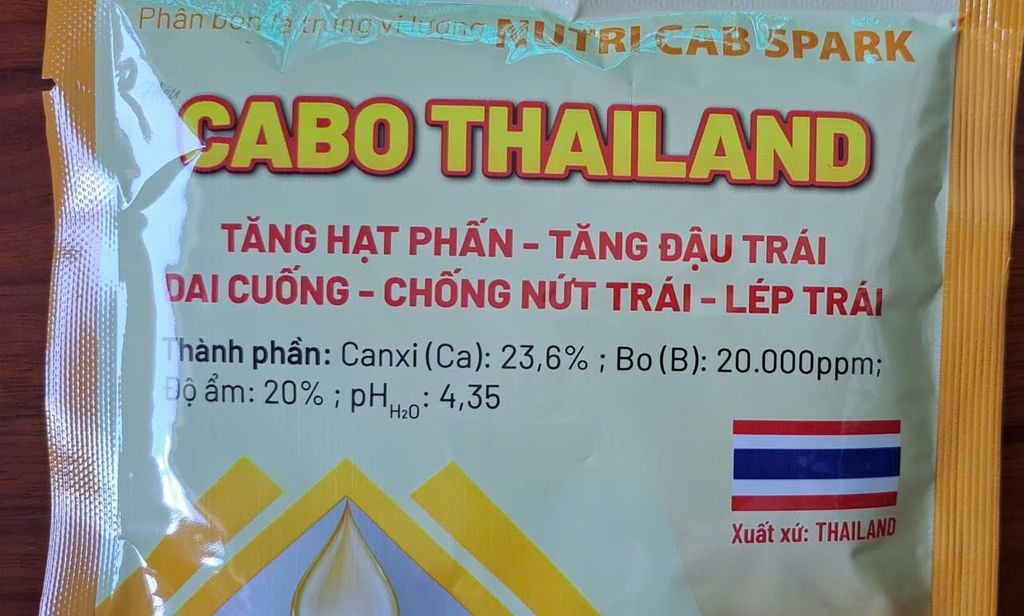 Phân bón lá trung vi lượng NUTRI CAB SPARK
CABO THAILAND
TĂNG HẠT PHẤN - TĂNG ĐẬU TRÁI
DAI CUỐNG - CHỐNG NỨT TRÁI - LÉP TRÁI
Thành phần: Canxi (Ca): 23,6% ; Bo (B): 20.000ppm;
Độ ẩm: 20% ; pHH₂O: 4,35
Xuất xứ: THAILAND